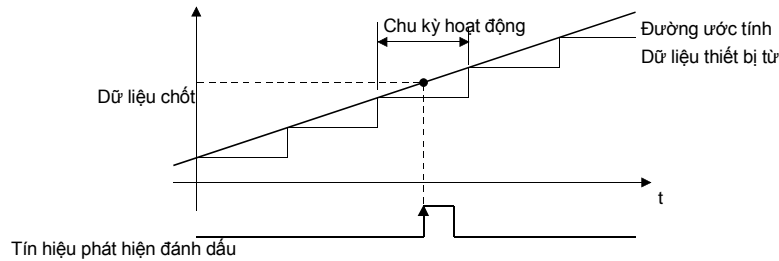 Chu kỳ hoạt động
Đường ước tính
Dữ liệu thiết bị từ
Dữ liệu chốt
t
Tín hiệu phát hiện đánh dấu